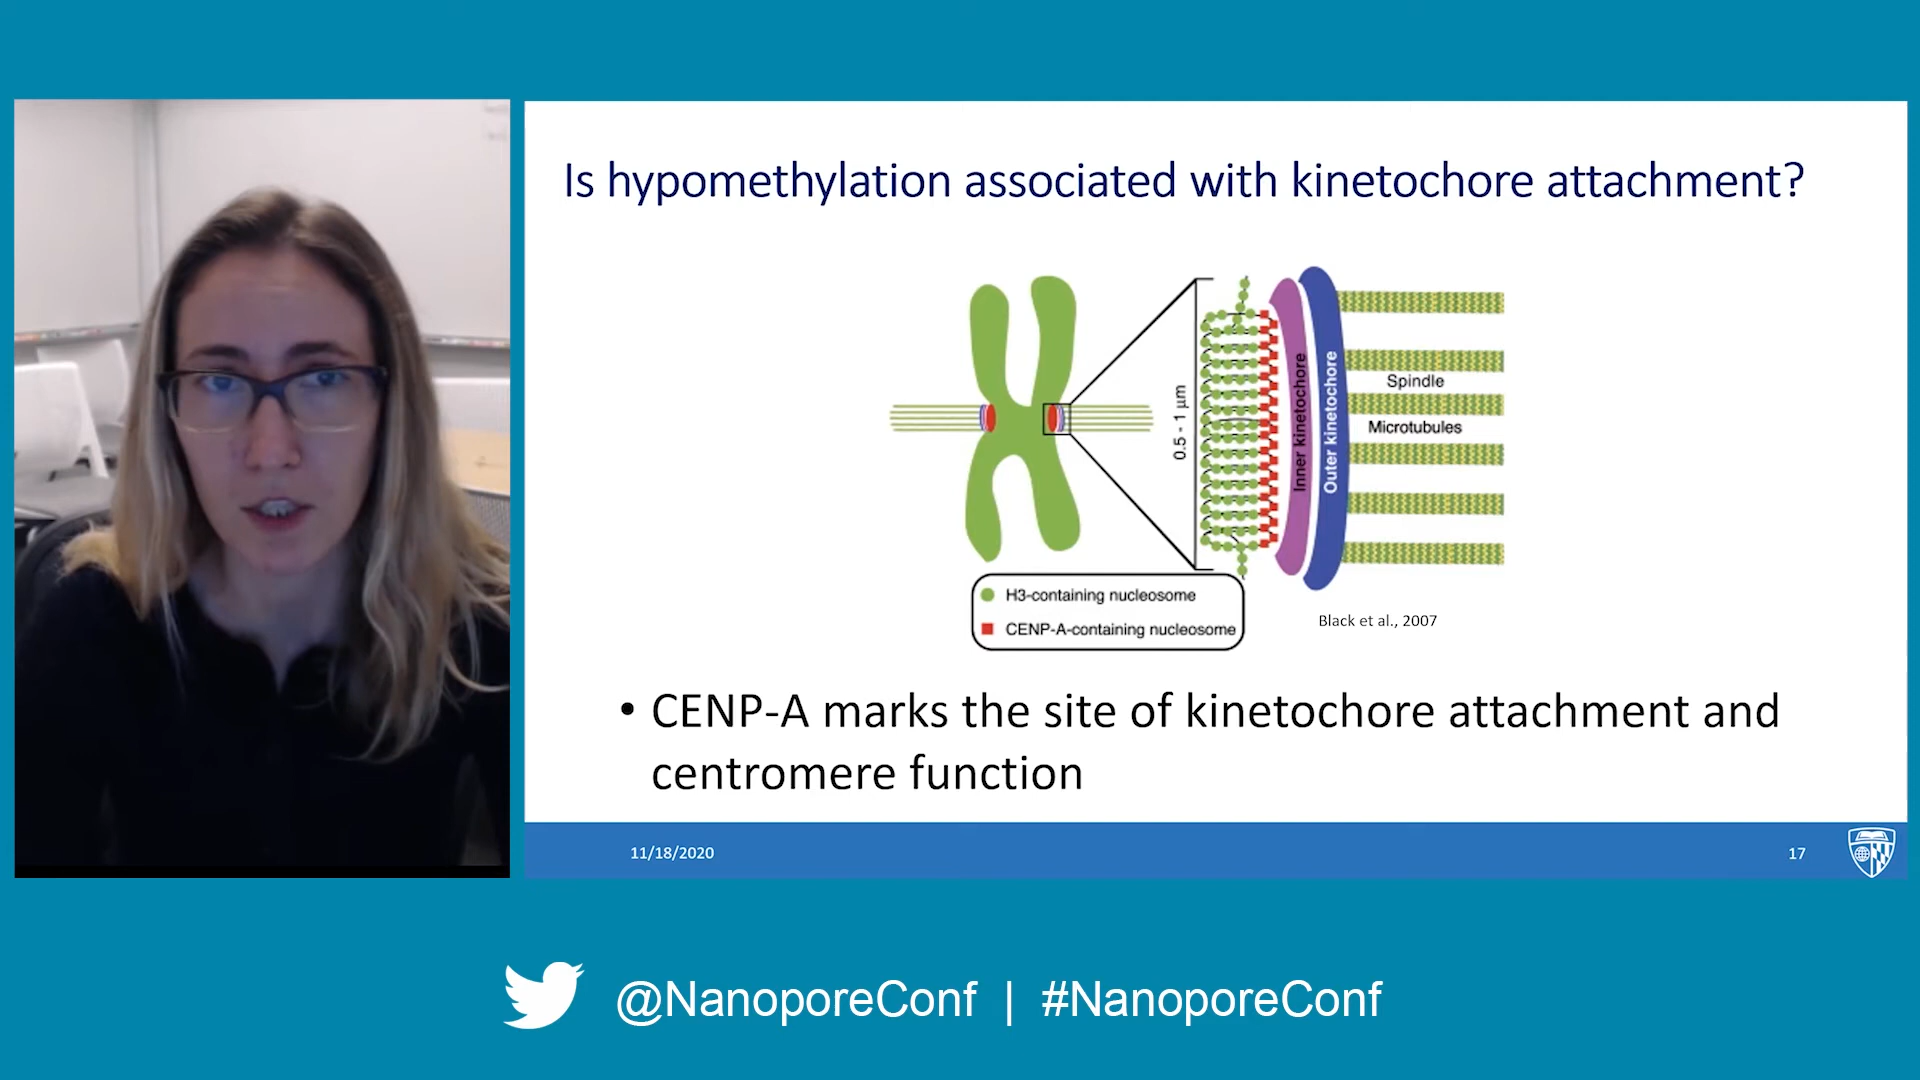 Is hypomethylation associated with kinetochore attachment?
0.5 - 1 µm
Inner kinetochore
Outer kinetochore
Spindle
Microtubules
H3-containing nucleosome
CENP-A-containing nucleosome
Black et al., 2007
• CENP-A marks the site of kinetochore attachment and
centromere function
11/18/2020
17
@NanoporeConf | #NanoporeConf